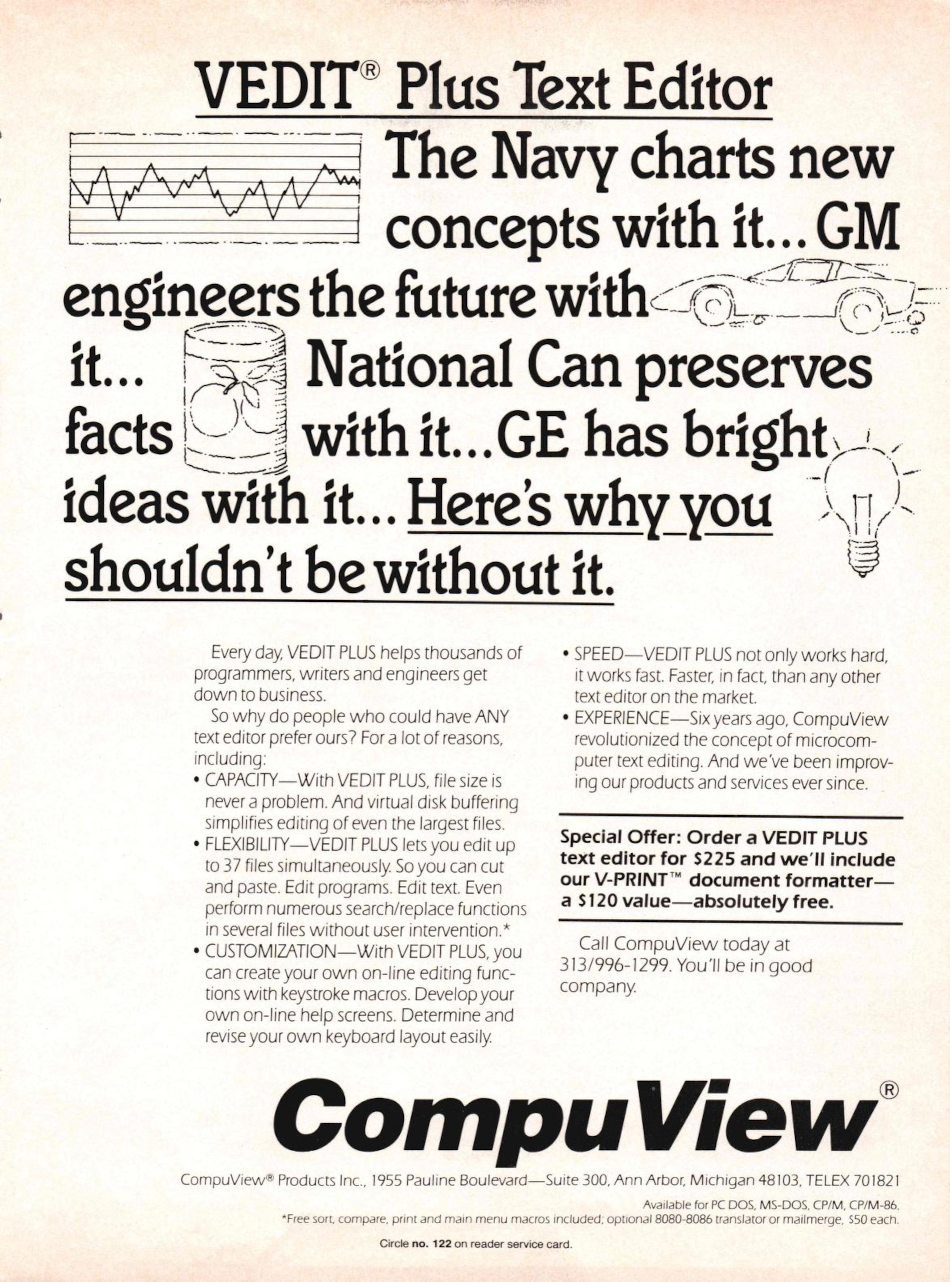 VEDIT® Plus Text Editor
The Navy charts new
concepts with it... GM
engineers the future with
it... National Can preserves
facts with it...GE has bright
ideas with it... Here's why you
shouldn't be without it.
Every day, VEDIT PLUS helps thousands of
programmers, writers and engineers get
down to business.
So why do people who could have ANY
text editor prefer ours? For a lot of reasons,
including:
• CAPACITY—With VEDIT PLUS, file size is
never a problem. And virtual disk buffering
simplifies editing of even the largest files.
• FLEXIBILITY—VEDIT PLUS lets you edit up
to 37 files simultaneously. So you can cut
and paste. Edit programs. Edit text. Even
perform numerous search/replace functions
in several files without user intervention.*
• CUSTOMIZATION—With VEDIT PLUS, you
can create your own on-line editing func-
tions with keystroke macros. Develop your
own on-line help screens. Determine and
revise your own keyboard layout easily.
• SPEED—VEDIT PLUS not only works hard,
it works fast. Faster, in fact, than any other
text editor on the market.
• EXPERIENCE—Six years ago, CompuView
revolutionized the concept of microcom-
puter text editing. And we've been improv-
ing our products and services ever since.
Special Offer: Order a VEDIT PLUS
text editor for $225 and we'll include
our V-PRINT™ document formatter—
a $120 value—absolutely free.
Call CompuView today at
313/996-1299. You'll be in good
company.
CompuView®
CompuView® Products Inc., 1955 Pauline Boulevard—Suite 300, Ann Arbor, Michigan 48103, TELEX 701821
Available for PC DOS, MS-DOS, CP/M, CP/M-86.
*Free sort, compare, print and main menu macros included; optional 8080-8086 translator or mailmerge, $50 each.
Circle no. 122 on reader service card.